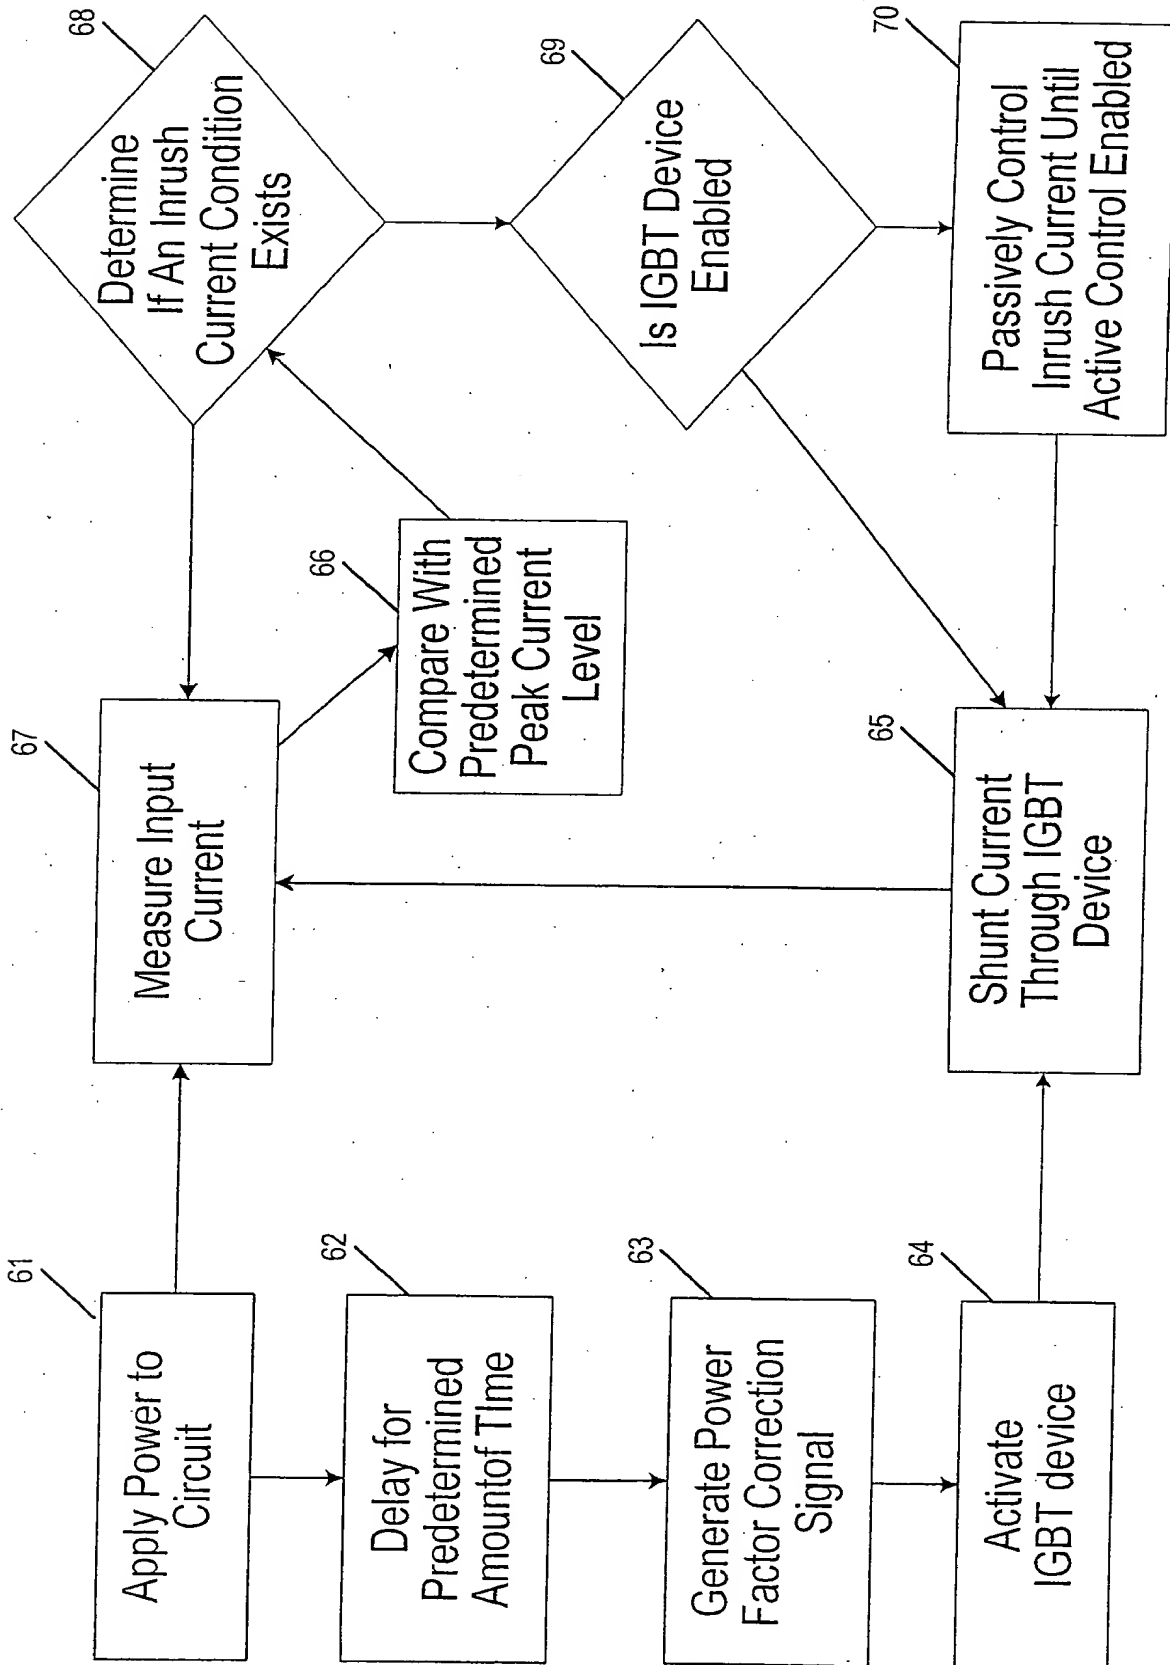 61
Apply Power to
Circuit
62
Delay for
Predetermined
Amountof TIme
63
Generate Power
Factor Correction
Signal
64
Activate
IGBT device
67
Measure Input
Current
66
Compare With
Predetermined
Peak Current
Level
65
Shunt Current
Through IGBT
Device
68
Determine
If An Inrush
Current Condition
Exists
69
Is IGBT Device
Enabled
70
Passively Control
Inrush Current Until
Active Control Enabled